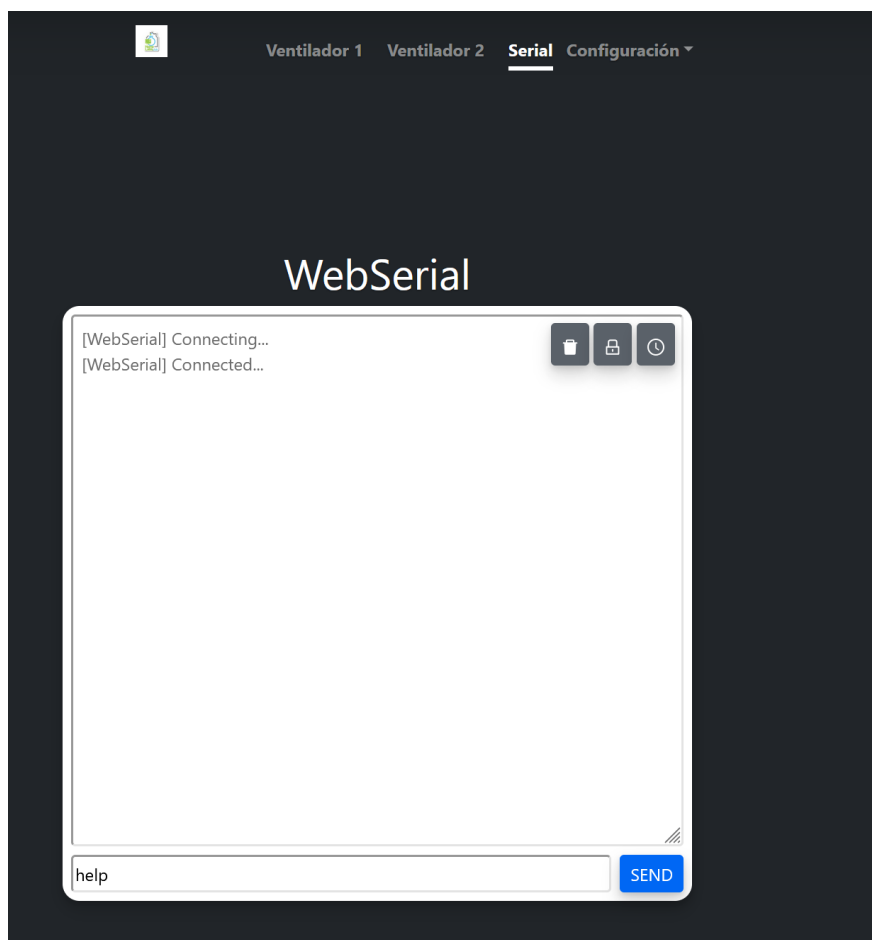 Ventilador 1 Ventilador 2 Serial Configuración
WebSerial
[WebSerial] Connecting...
[WebSerial] Connected...
help SEND